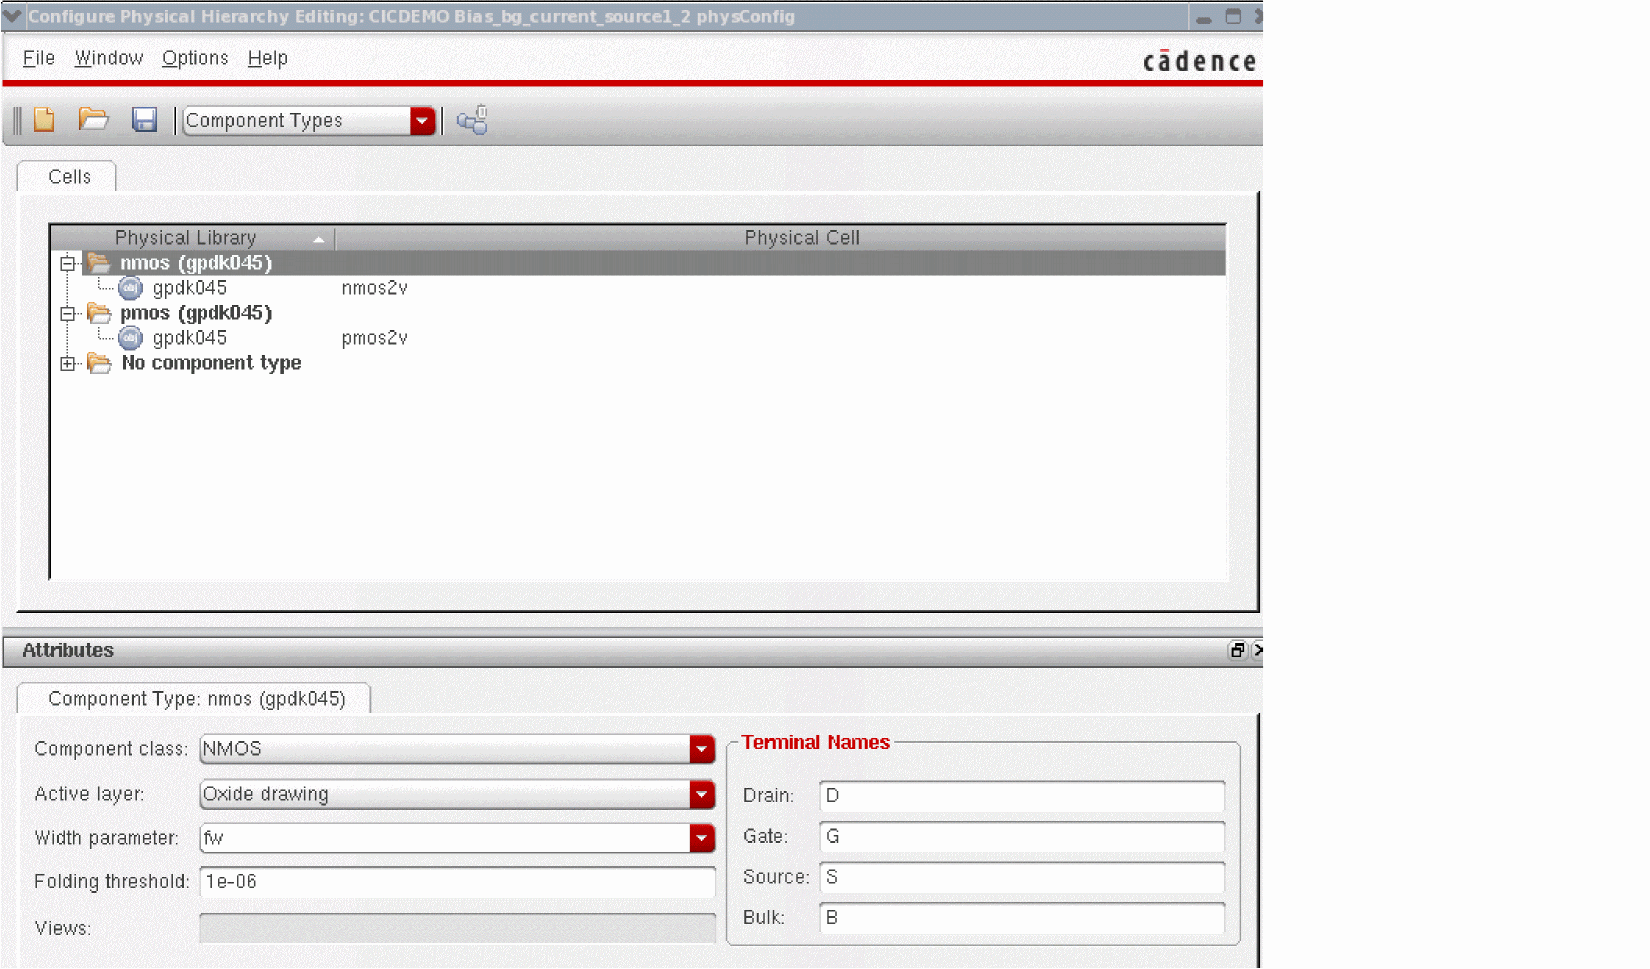 Configure Physical Hierarchy Editing: CICDEMO Bias_bg_current_source1_2 physConfig
File Window Options Help
cādence
Component Types
Cells
Physical Library Physical Cell
nmos (gpdk045)
obj gpdk045 nmos2v
pmos (gpdk045)
obj gpdk045 pmos2v
No component type
Attributes
Component Type: nmos (gpdk045)
Component class: NMOS
Active layer: Oxide drawing
Width parameter: fw
Folding threshold: 1e-06
Views:
Terminal Names
Drain: D
Gate: G
Source: S
Bulk: B